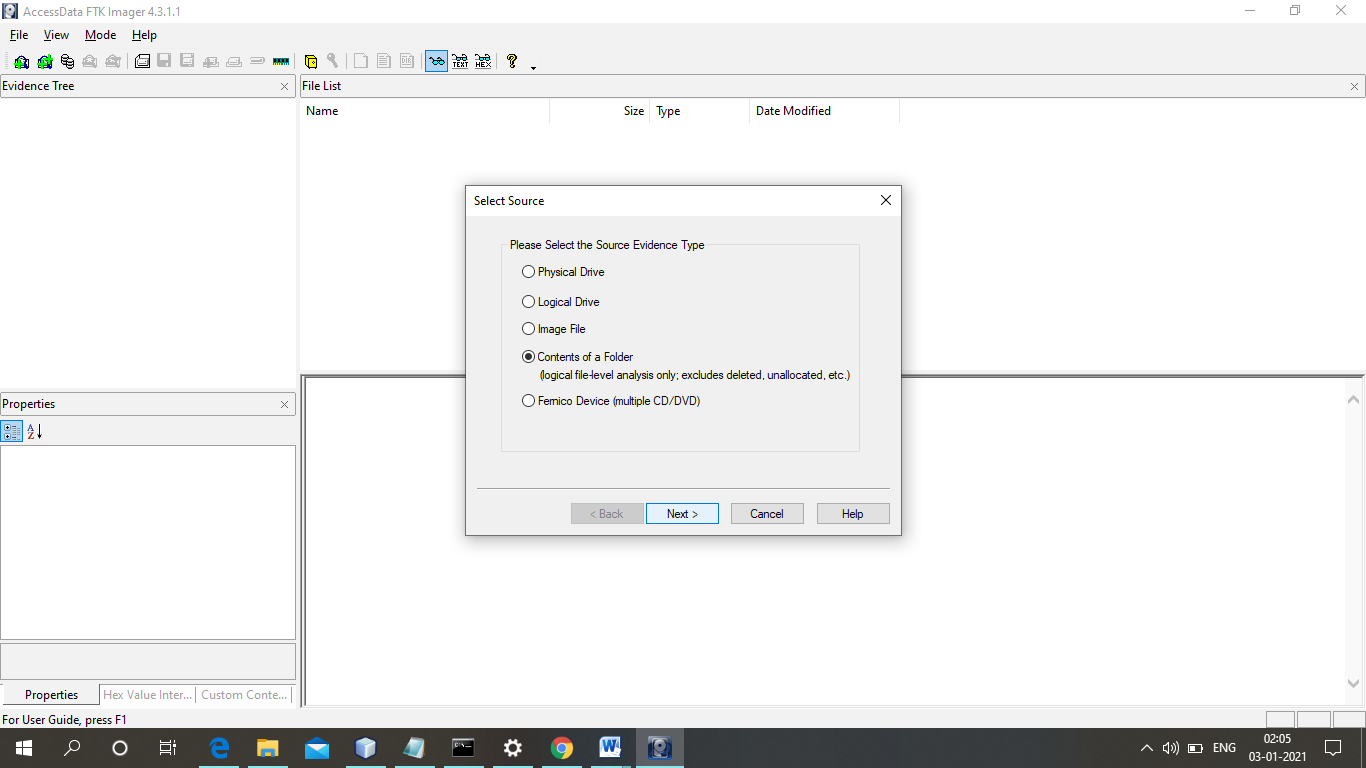 AccessData FTK Imager 4.3.1.1
File View Mode Help
TEXT HEX ?
Evidence Tree
File List
Name Size Type Date Modified
Select Source
Please Select the Source Evidence Type
Physical Drive
Logical Drive
Image File
Contents of a Folder
(logical file-level analysis only; excludes deleted, unallocated, etc.)
Fernico Device (multiple CD/DVD)
< Back Next > Cancel Help
Properties
A
Z
Properties Hex Value Inter... Custom Conte...
For User Guide, press F1
ENG
02:05
03-01-2021